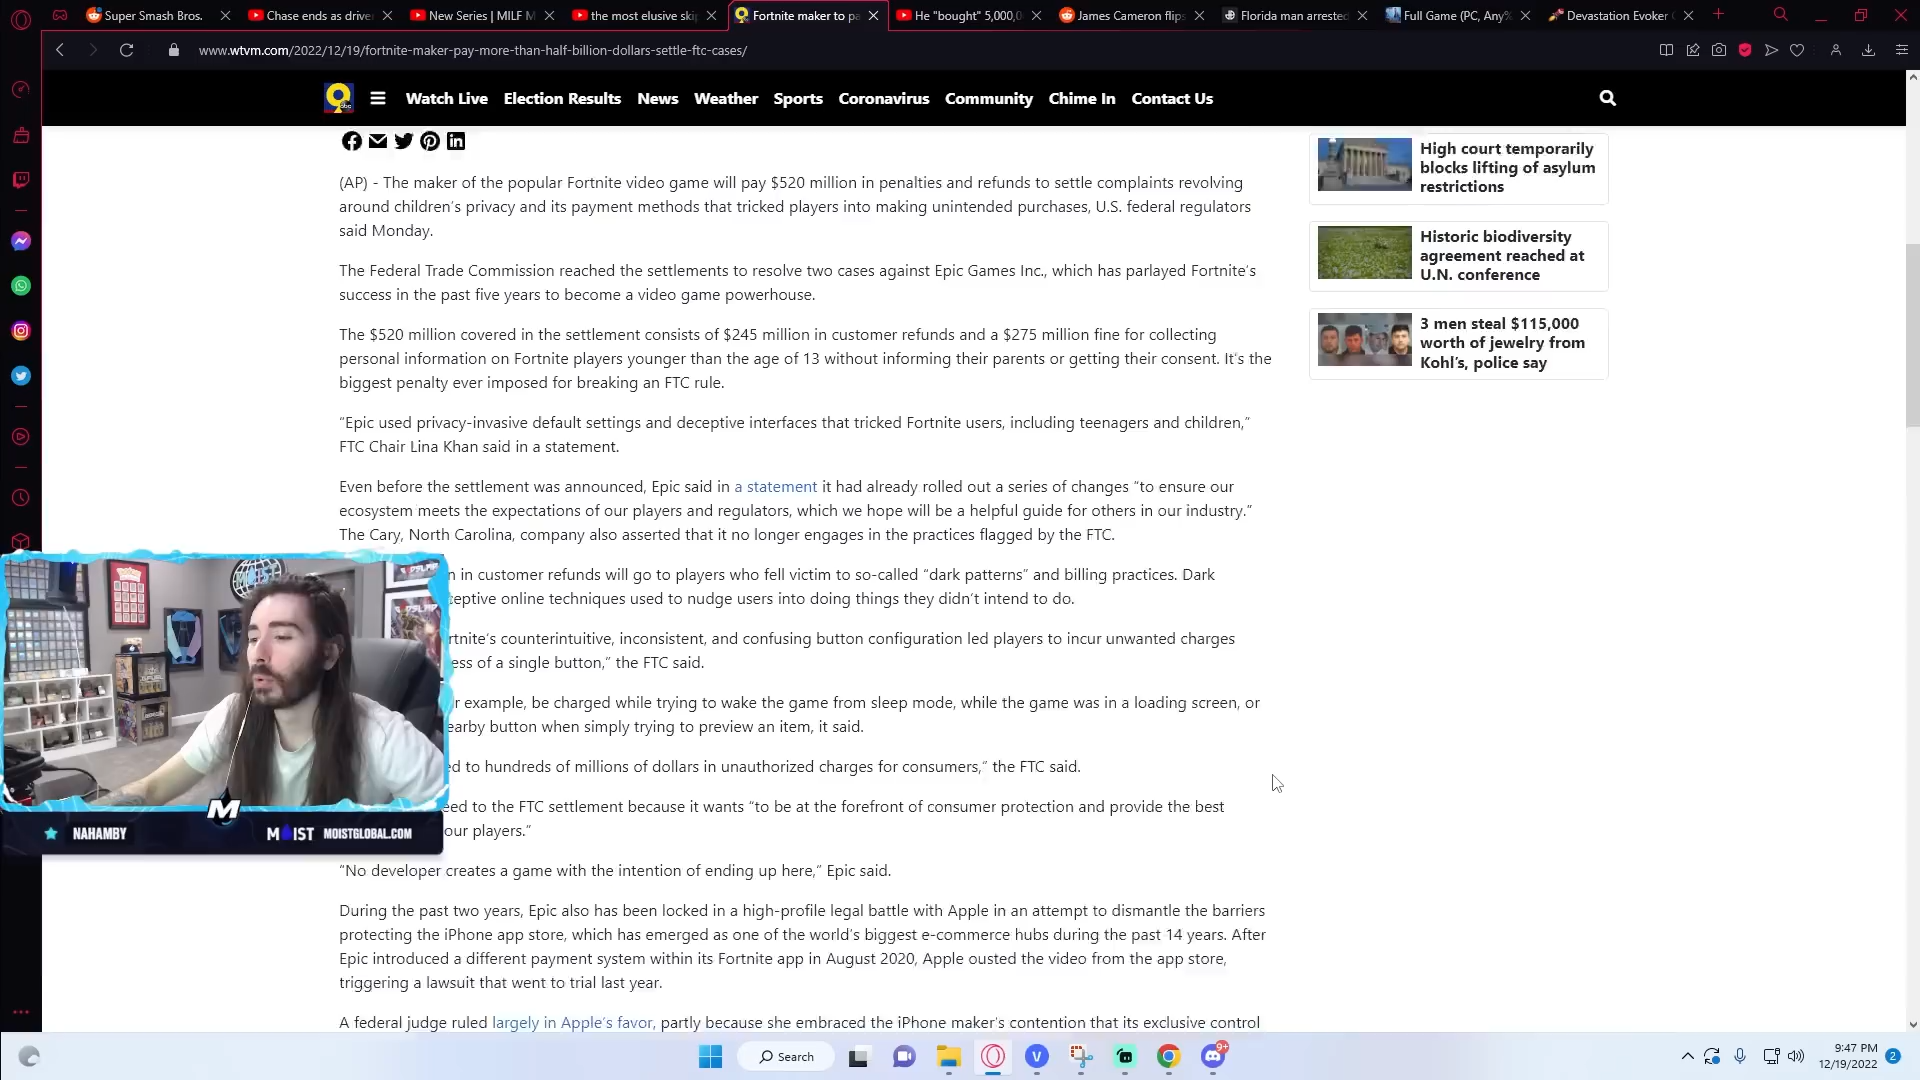 Super Smash Bros.
Chase ends as driver
New Series | MILF M
the most elusive ski
Fortnite maker to pa
He "bought" 5,000,0
James Cameron flips
Florida man arrested
Full Game (PC, Any%
Devastation Evoker
www.wtvm.com/2022/12/19/fortnite-maker-pay-more-than-half-billion-dollars-settle-ftc-cases/
9 abc
Watch Live Election Results News Weather Sports Coronavirus Community Chime In Contact Us
(AP) - The maker of the popular Fortnite video game will pay $520 million in penalties and refunds to settle complaints revolving
around children's privacy and its payment methods that tricked players into making unintended purchases, U.S. federal regulators
said Monday.
The Federal Trade Commission reached the settlements to resolve two cases against Epic Games Inc., which has parlayed Fortnite's
success in the past five years to become a video game powerhouse.
The $520 million covered in the settlement consists of $245 million in customer refunds and a $275 million fine for collecting
personal information on Fortnite players younger than the age of 13 without informing their parents or getting their consent. It's the
biggest penalty ever imposed for breaking an FTC rule.
“Epic used privacy-invasive default settings and deceptive interfaces that tricked Fortnite users, including teenagers and children,”
FTC Chair Lina Khan said in a statement.
Even before the settlement was announced, Epic said in a statement it had already rolled out a series of changes “to ensure our
ecosystem meets the expectations of our players and regulators, which we hope will be a helpful guide for others in our industry.”
The Cary, North Carolina, company also asserted that it no longer engages in the practices flagged by the FTC.
n in customer refunds will go to players who fell victim to so-called “dark patterns” and billing practices. Dark
ceptive online techniques used to nudge users into doing things they didn't intend to do.
rtnite's counterintuitive, inconsistent, and confusing button configuration led players to incur unwanted charges
ess of a single button,” the FTC said.
r example, be charged while trying to wake the game from sleep mode, while the game was in a loading screen, or
earby button when simply trying to preview an item, it said.
ed to hundreds of millions of dollars in unauthorized charges for consumers,” the FTC said.
eed to the FTC settlement because it wants “to be at the forefront of consumer protection and provide the best
our players.”
“No developer creates a game with the intention of ending up here,” Epic said.
During the past two years, Epic also has been locked in a high-profile legal battle with Apple in an attempt to dismantle the barriers
protecting the iPhone app store, which has emerged as one of the world's biggest e-commerce hubs during the past 14 years. After
Epic introduced a different payment system within its Fortnite app in August 2020, Apple ousted the video from the app store,
triggering a lawsuit that went to trial last year.
A federal judge ruled largely in Apple's favor, partly because she embraced the iPhone maker's contention that its exclusive control
High court temporarily
blocks lifting of asylum
restrictions
Historic biodiversity
agreement reached at
U.N. conference
3 men steal $115,000
worth of jewelry from
Kohl's, police say
M
NAHAMBY
MOIST
MOISTGLOBAL.COM
Search
V
9+
9:47 PM
12/19/2022
2